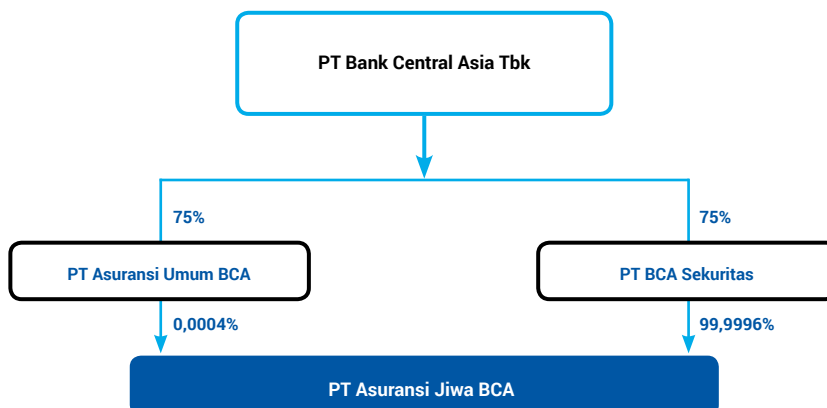 PT Bank Central Asia Tbk
75%
75%
PT Asuransi Umum BCA
PT BCA Sekuritas
0,0004%
99,9996%
PT Asuransi Jiwa BCA